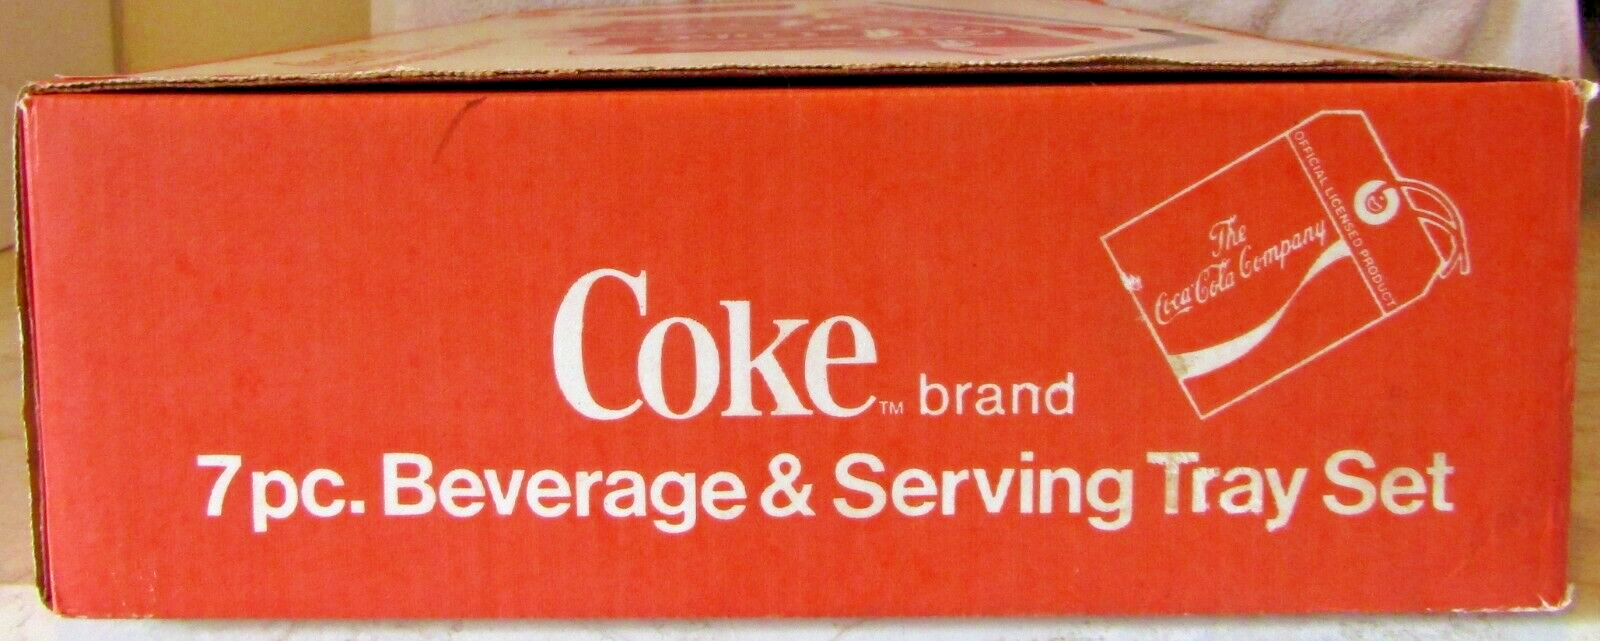 Coke™ brand
7pc. Beverage & Serving Tray Set
The
Coca-Cola Company
OFFICIAL LICENSED PRODUCT